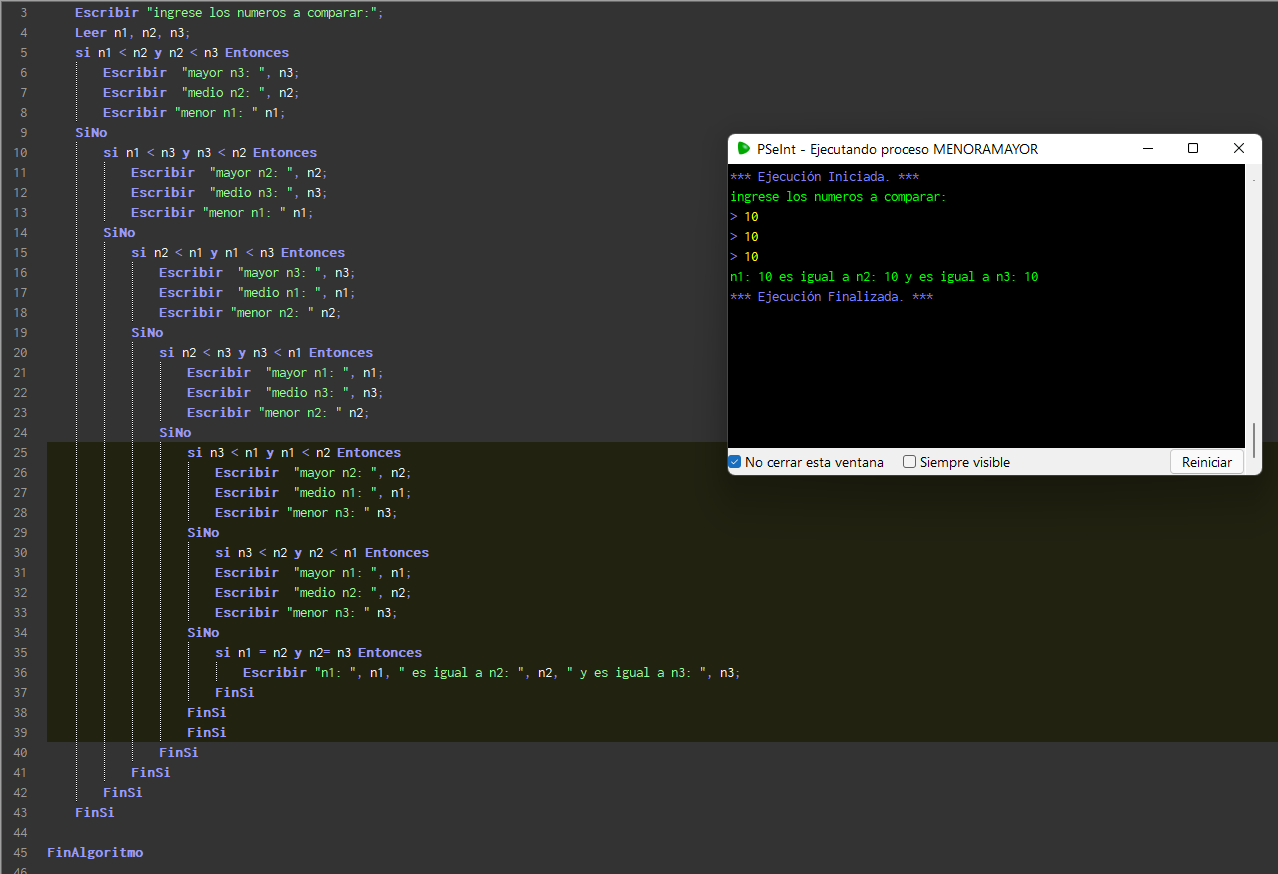 3 Escribir "ingrese los numeros a comparar:";
4 Leer n1, n2, n3;
5 si n1 < n2 y n2 < n3 Entonces
6 Escribir  "mayor n3: ", n3;
7 Escribir  "medio n2: ", n2;
8 Escribir "menor n1: " n1;
9 SiNo
10 si n1 < n3 y n3 < n2 Entonces
11 Escribir  "mayor n2: ", n2;
12 Escribir  "medio n3: ", n3;
13 Escribir "menor n1: " n1;
14 SiNo
15 si n2 < n1 y n1 < n3 Entonces
16 Escribir  "mayor n3: ", n3;
17 Escribir  "medio n1: ", n1;
18 Escribir "menor n2: " n2;
19 SiNo
20 si n2 < n3 y n3 < n1 Entonces
21 Escribir  "mayor n1: ", n1;
22 Escribir  "medio n3: ", n3;
23 Escribir "menor n2: " n2;
24 SiNo
25 si n3 < n1 y n1 < n2 Entonces
26 Escribir  "mayor n2: ", n2;
27 Escribir  "medio n1: ", n1;
28 Escribir "menor n3: " n3;
29 SiNo
30 si n3 < n2 y n2 < n1 Entonces
31 Escribir  "mayor n1: ", n1;
32 Escribir  "medio n2: ", n2;
33 Escribir "menor n3: " n3;
34 SiNo
35 si n1 = n2 y n2= n3 Entonces
36 Escribir "n1: ", n1, " es igual a n2: ", n2, " y es igual a n3: ", n3;
37 FinSi
38 FinSi
39 FinSi
40 FinSi
41 FinSi
42 FinSi
43 FinSi
44
45 FinAlgoritmo
46
PSeInt - Ejecutando proceso MENORAMAYOR
*** Ejecución Iniciada. ***
ingrese los numeros a comparar:
> 10
> 10
> 10
n1: 10 es igual a n2: 10 y es igual a n3: 10
*** Ejecución Finalizada. ***
No cerrar esta ventana
Siempre visible
Reiniciar